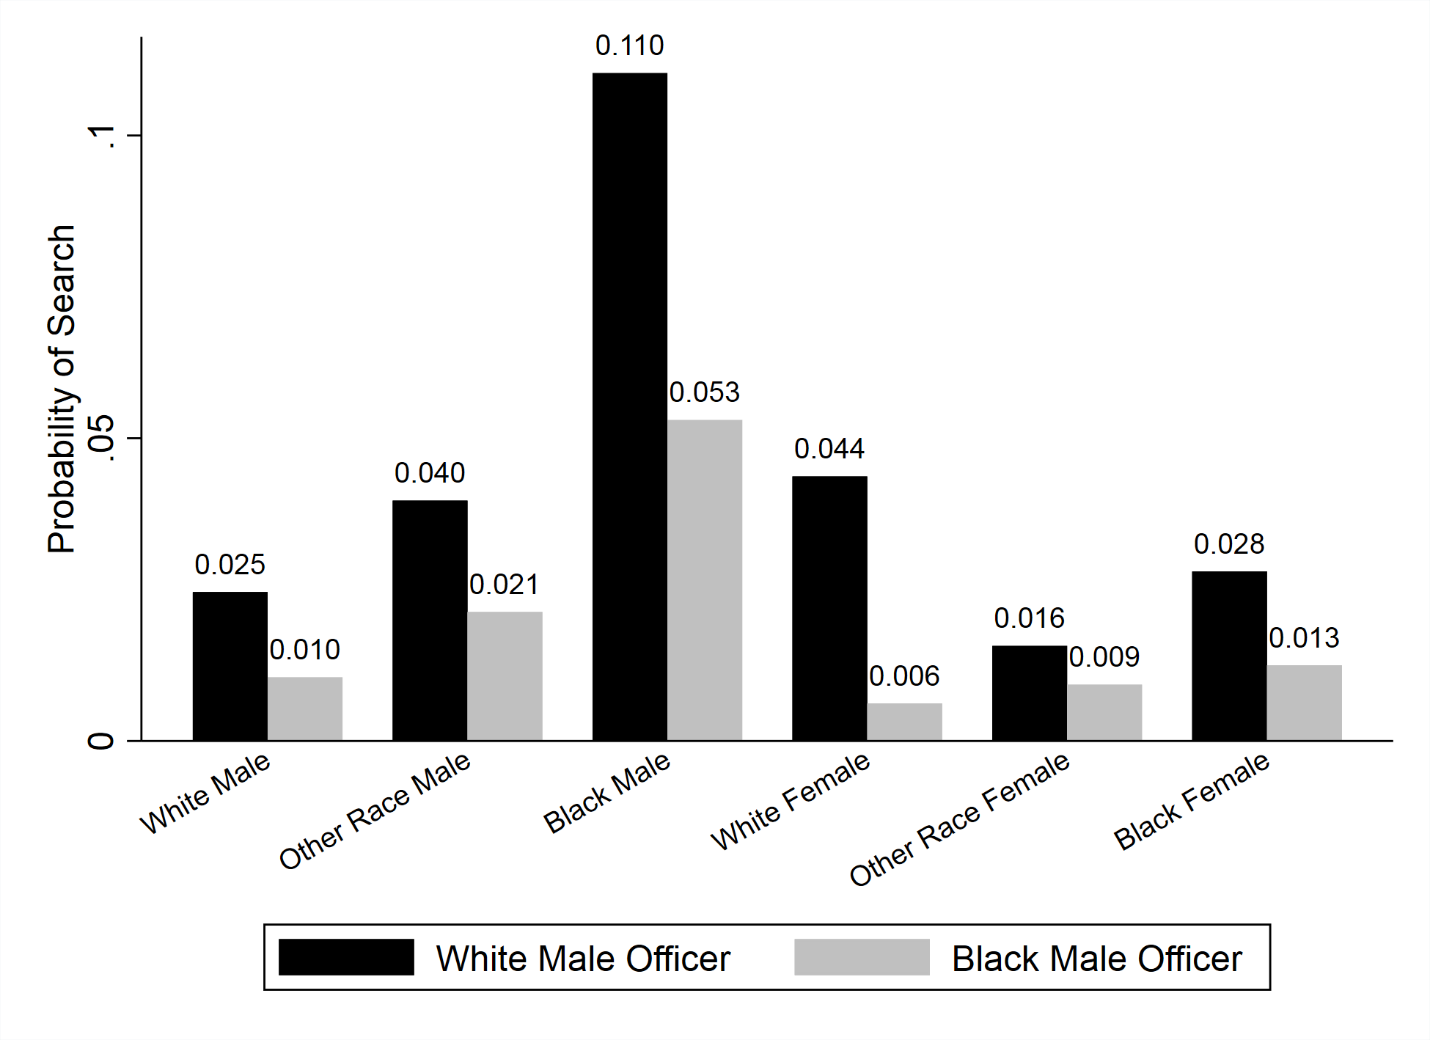 Probability of Search
.1
.05
0
0.025
0.010
0.040
0.021
0.110
0.053
0.044
0.006
0.016
0.009
0.028
0.013
White Male
Other Race Male
Black Male
White Female
Other Race Female
Black Female
White Male Officer
Black Male Officer